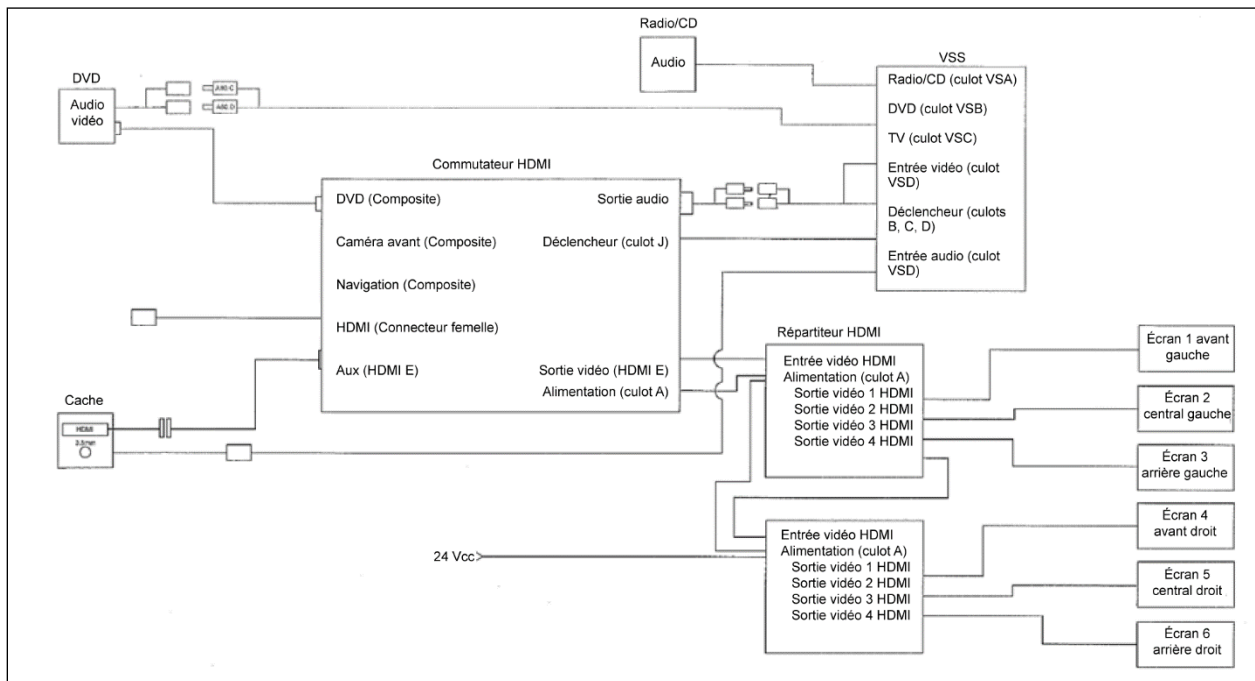 Radio/CD
Audio
DVD
Audio
vidéo
VSS
Radio/CD (culot VSA)
DVD (culot VSB)
TV (culot VSC)
Entrée vidéo (culot
VSD)
Déclencheur (culots
B, C, D)
Entrée audio (culot
VSD)
Commutateur HDMI
DVD (Composite)
Caméra avant (Composite)
Navigation (Composite)
HDMI (Connecteur femelle)
Aux (HDMI E)
Sortie audio
Déclencheur (culot J)
Sortie vidéo (HDMI E)
Alimentation (culot A)
Cache
HDMI
3.5mm
Répartiteur HDMI
Entrée vidéo HDMI
Alimentation (culot A)
Sortie vidéo 1 HDMI
Sortie vidéo 2 HDMI
Sortie vidéo 3 HDMI
Sortie vidéo 4 HDMI
24 Vcc
Entrée vidéo HDMI
Alimentation (culot A)
Sortie vidéo 1 HDMI
Sortie vidéo 2 HDMI
Sortie vidéo 3 HDMI
Sortie vidéo 4 HDMI
Écran 1 avant
gauche
Écran 2
central gauche
Écran 3
arrière gauche
Écran 4
avant droit
Écran 5
central droit
Écran 6
arrière droit